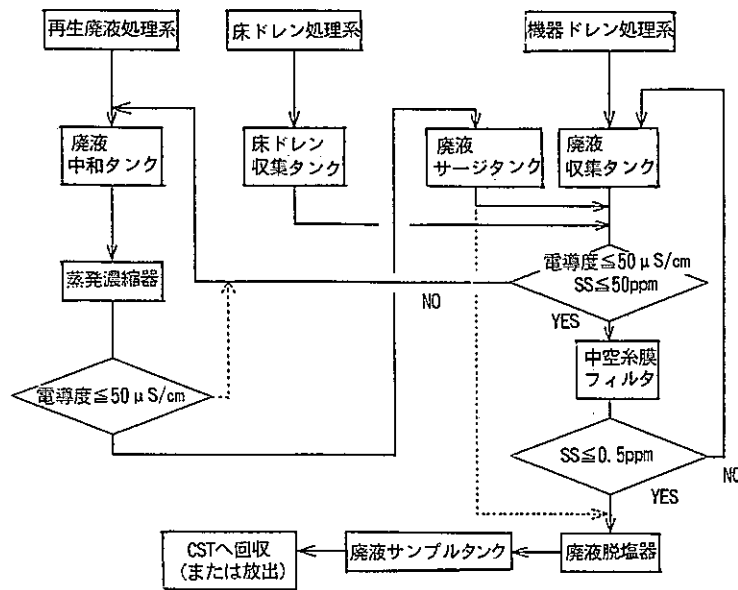 再生廃液処理系
床ドレン処理系
機器ドレン処理系
廃液
中和タンク
床ドレン
収集タンク
廃液
サージタンク
廃液
収集タンク
蒸発濃縮器
電導度≦50μS/cm
SS≦50ppm
NO
YES
中空糸膜
フィルタ
電導度≦50μS/cm
SS≦0.5ppm
NO
YES
CSTへ回収
(または放出)
廃液サンプルタンク
廃液脱塩器